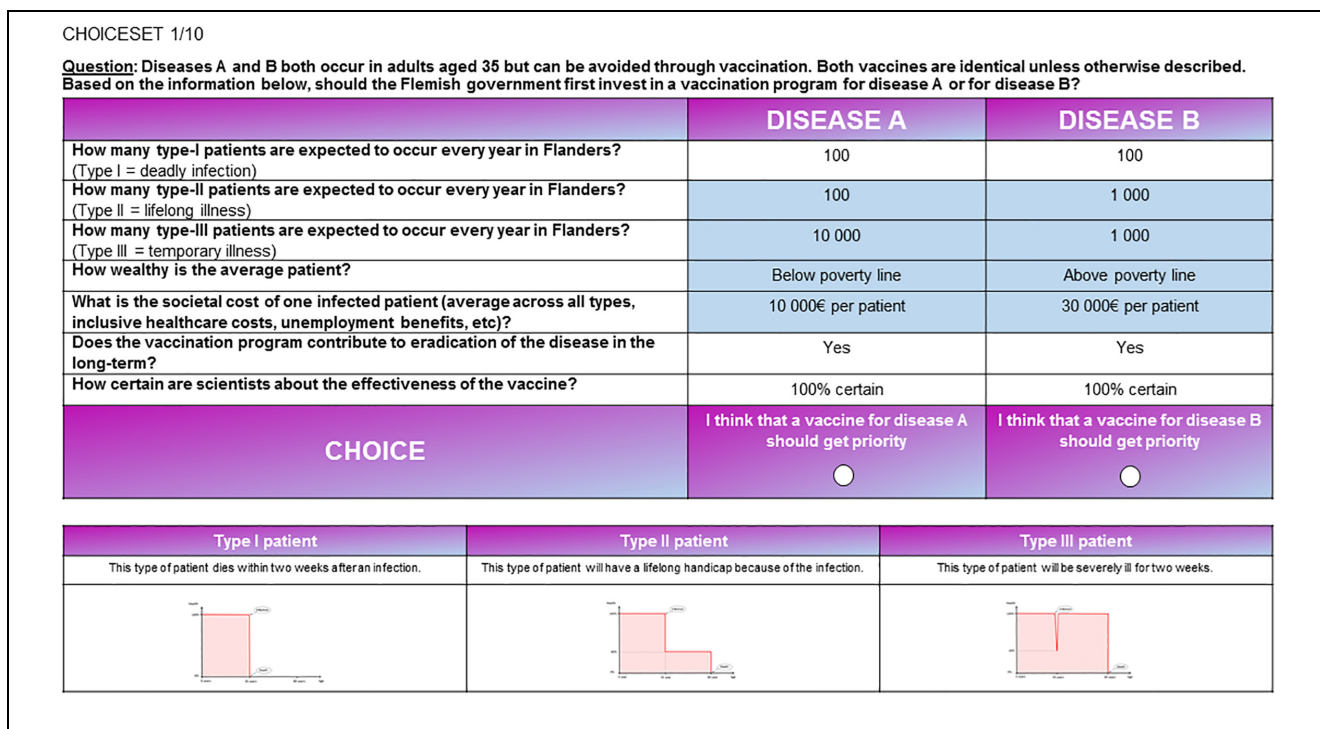 CHOICESET 1/10
Question: Diseases A and B both occur in adults aged 35 but can be avoided through vaccination. Both vaccines are identical unless otherwise described.
Based on the information below, should the Flemish government first invest in a vaccination program for disease A or for disease B?
DISEASE A
DISEASE B
How many type-I patients are expected to occur every year in Flanders?
(Type I = deadly infection)
100
100
How many type-II patients are expected to occur every year in Flanders?
(Type II = lifelong illness)
100
1 000
How many type-III patients are expected to occur every year in Flanders?
(Type III = temporary illness)
10 000
1 000
How wealthy is the average patient?
Below poverty line
Above poverty line
What is the societal cost of one infected patient (average across all types,
inclusive healthcare costs, unemployment benefits, etc)?
10 000€ per patient
30 000€ per patient
Does the vaccination program contribute to eradication of the disease in the
long-term?
Yes
Yes
How certain are scientists about the effectiveness of the vaccine?
100% certain
100% certain
CHOICE
I think that a vaccine for disease A
should get priority
I think that a vaccine for disease B
should get priority
Type I patient
Type II patient
Type III patient
This type of patient dies within two weeks after an infection.
This type of patient will have a lifelong handicap because of the infection.
This type of patient will be severely ill for two weeks.